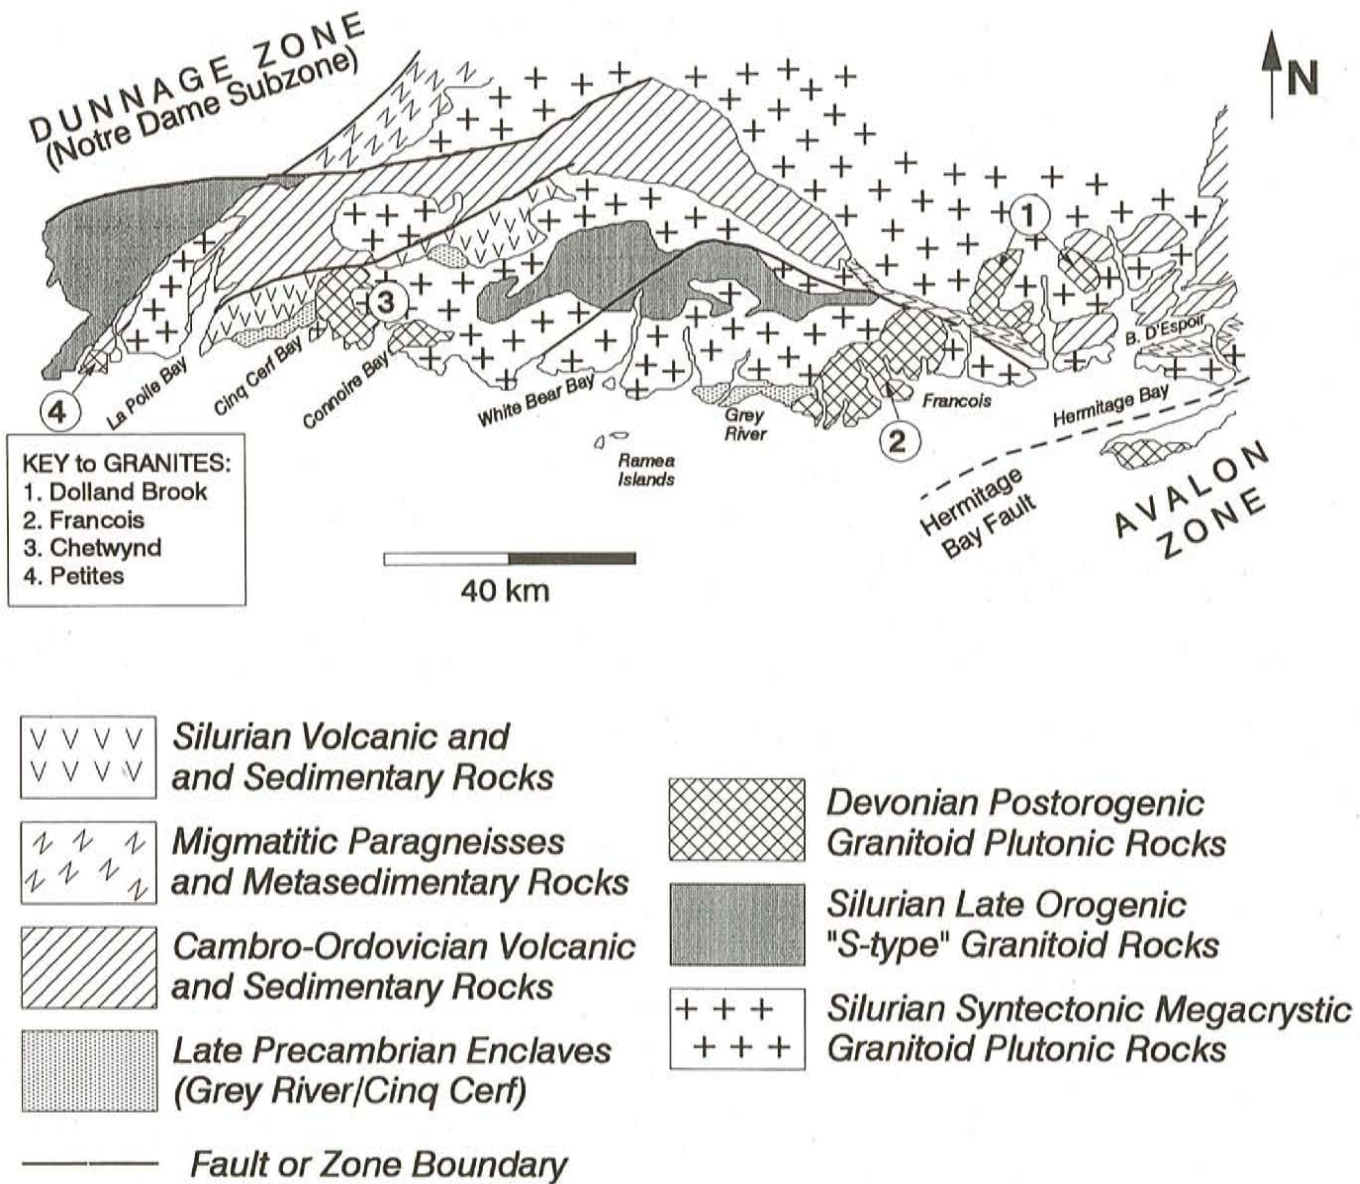 DUNNAGE ZONE
(Notre Dame Subzone)
N
1
3
4
2
La Poile Bay
Cinq Cerf Bay
Connoire Bay
White Bear Bay
Grey
River
Ramea
Islands
Francois
B. D'Espoir
Hermitage Bay
Hermitage
Bay Fault
AVALON
ZONE
KEY to GRANITES:
1. Dolland Brook
2. Francois
3. Chetwynd
4. Petites
40 km
Silurian Volcanic and
and Sedimentary Rocks
Migmatitic Paragneisses
and Metasedimentary Rocks
Cambro-Ordovician Volcanic
and Sedimentary Rocks
Late Precambrian Enclaves
(Grey River/Cinq Cerf)
Fault or Zone Boundary
Devonian Postorogenic
Granitoid Plutonic Rocks
Silurian Late Orogenic
"S-type" Granitoid Rocks
Silurian Syntectonic Megacrystic
Granitoid Plutonic Rocks